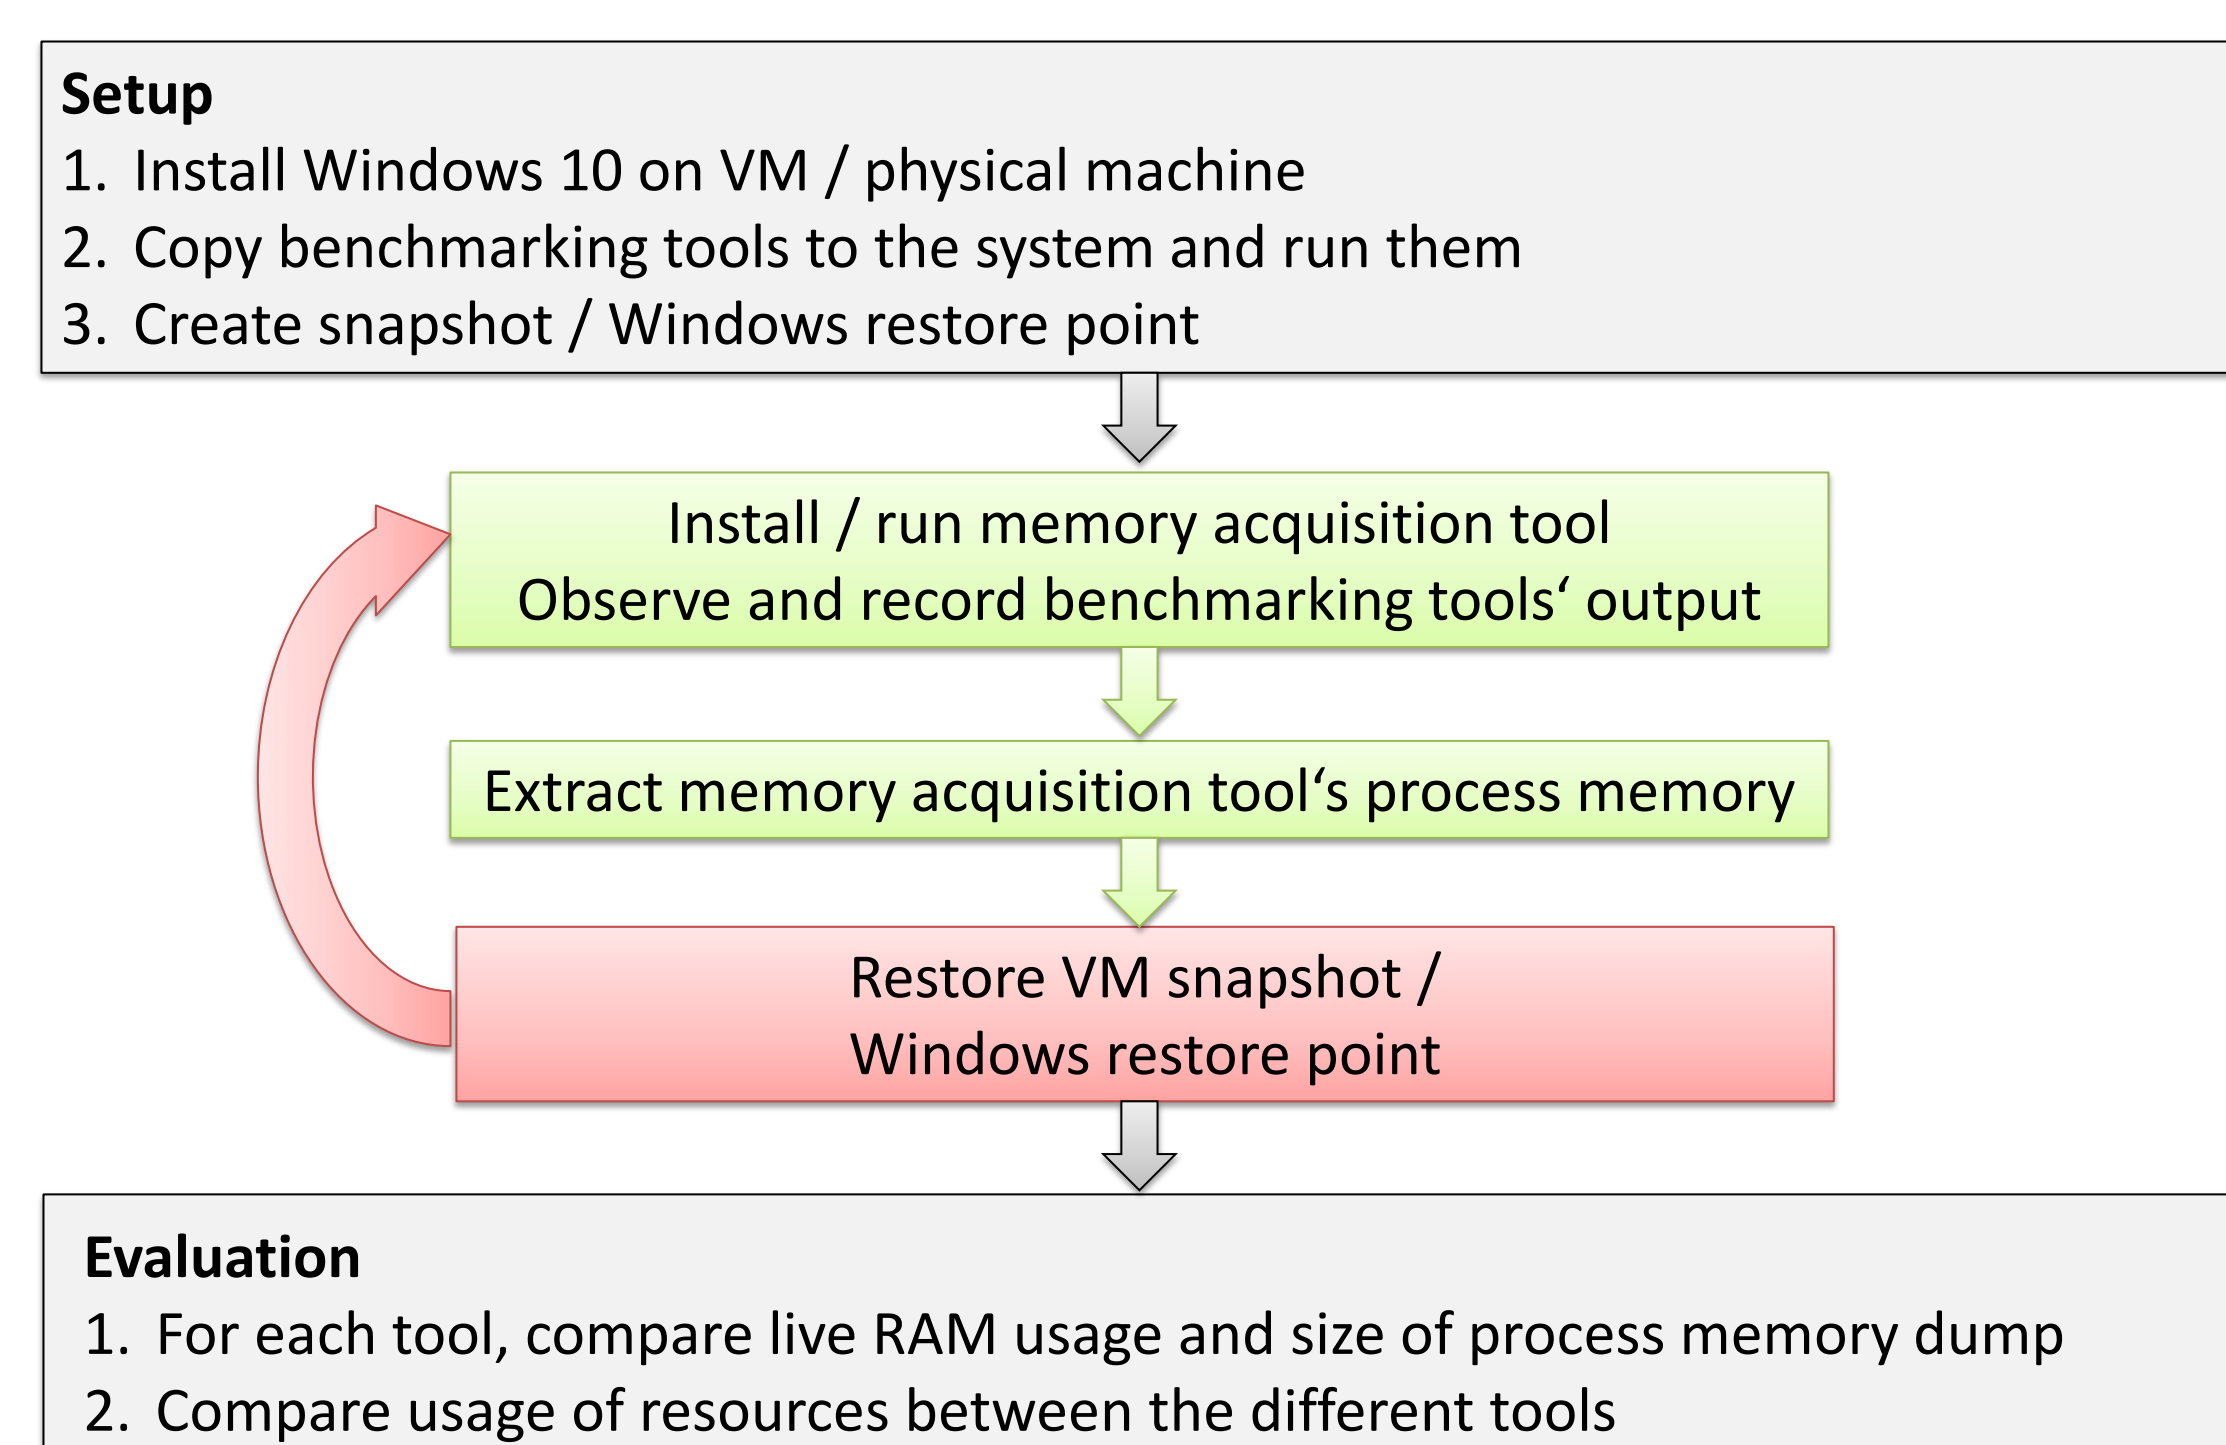 Setup
1. Install Windows 10 on VM / physical machine
2. Copy benchmarking tools to the system and run them
3. Create snapshot / Windows restore point
Install / run memory acquisition tool
Observe and record benchmarking tools‘ output
Extract memory acquisition tool‘s process memory
Restore VM snapshot /
Windows restore point
Evaluation
1. For each tool, compare live RAM usage and size of process memory dump
2. Compare usage of resources between the different tools